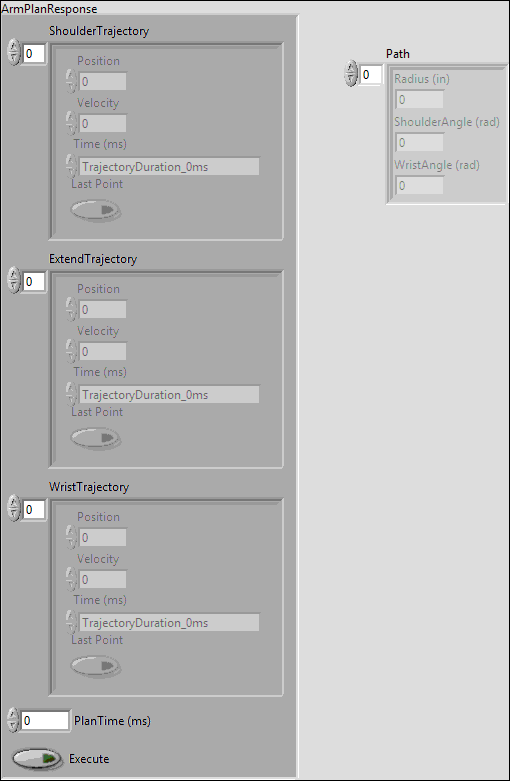 ArmPlanResponse
ShoulderTrajectory
0
Position
0
Velocity
0
Time (ms)
TrajectoryDuration_0ms
Last Point
ExtendTrajectory
0
Position
0
Velocity
0
Time (ms)
TrajectoryDuration_0ms
Last Point
WristTrajectory
0
Position
0
Velocity
0
Time (ms)
TrajectoryDuration_0ms
Last Point
0 PlanTime (ms)
Execute
Path
0
Radius (in)
0
ShoulderAngle (rad)
0
WristAngle (rad)
0